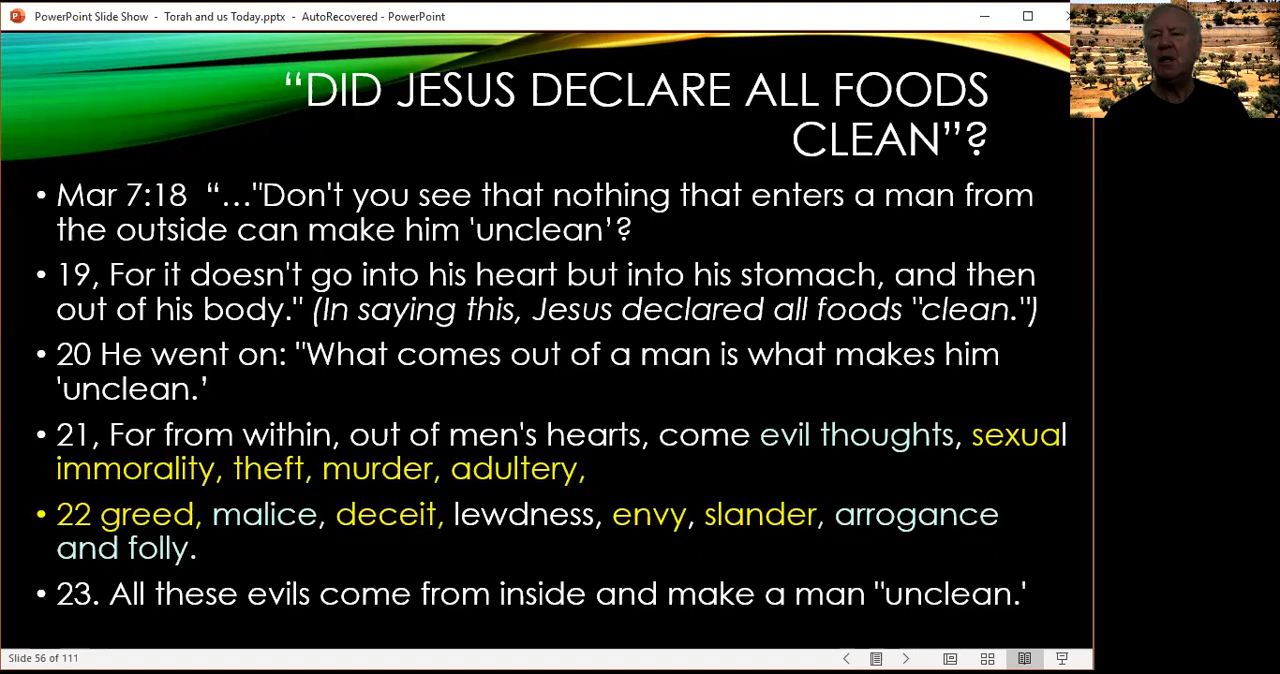 PowerPoint Slide Show - Torah and us Today.pptx - AutoRecovered - PowerPoint
“DID JESUS DECLARE ALL FOODS
CLEAN”?
• Mar 7:18 “…"Don't you see that nothing that enters a man from
the outside can make him 'unclean’?
• 19, For it doesn't go into his heart but into his stomach, and then
out of his body." (In saying this, Jesus declared all foods "clean.")
• 20 He went on: "What comes out of a man is what makes him
'unclean.’
• 21, For from within, out of men's hearts, come evil thoughts, sexual
immorality, theft, murder, adultery,
• 22 greed, malice, deceit, lewdness, envy, slander, arrogance
and folly.
• 23. All these evils come from inside and make a man "unclean.'
Slide 56 of 111